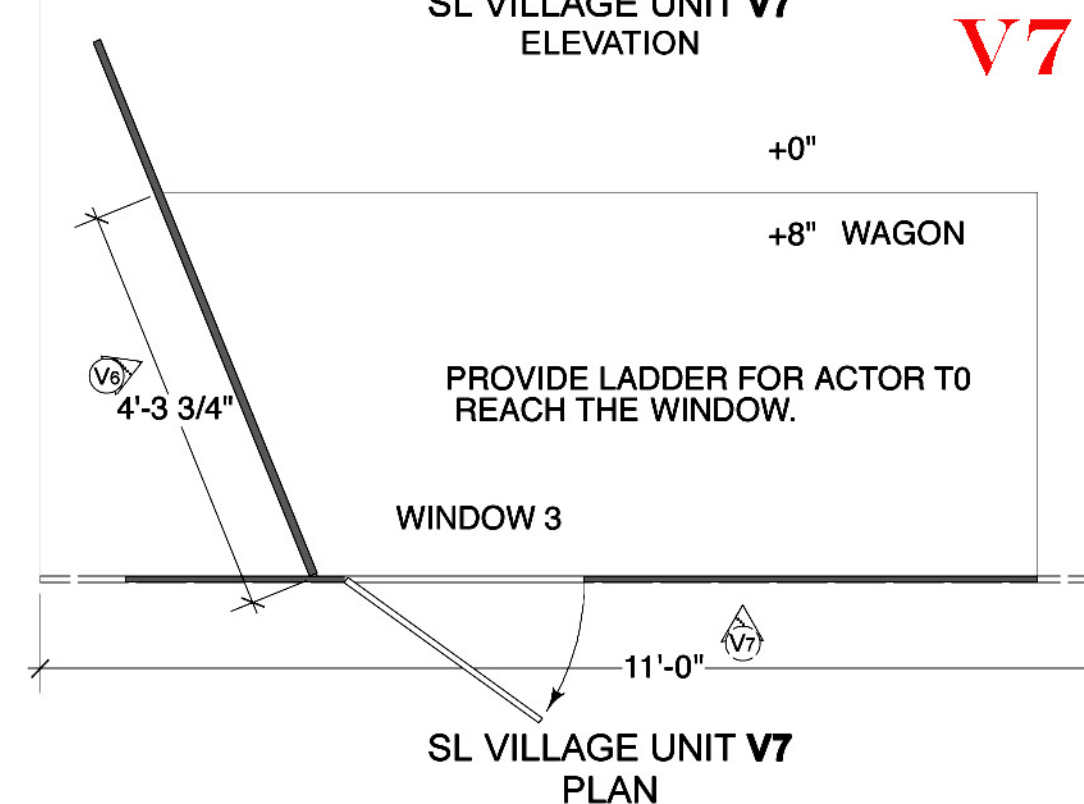 SL VILLAGE UNIT V7
ELEVATION
V7
+0"
+8" WAGON
V6
4'-3 3/4"
PROVIDE LADDER FOR ACTOR T0
REACH THE WINDOW.
WINDOW 3
V7
11'-0"
SL VILLAGE UNIT V7
PLAN